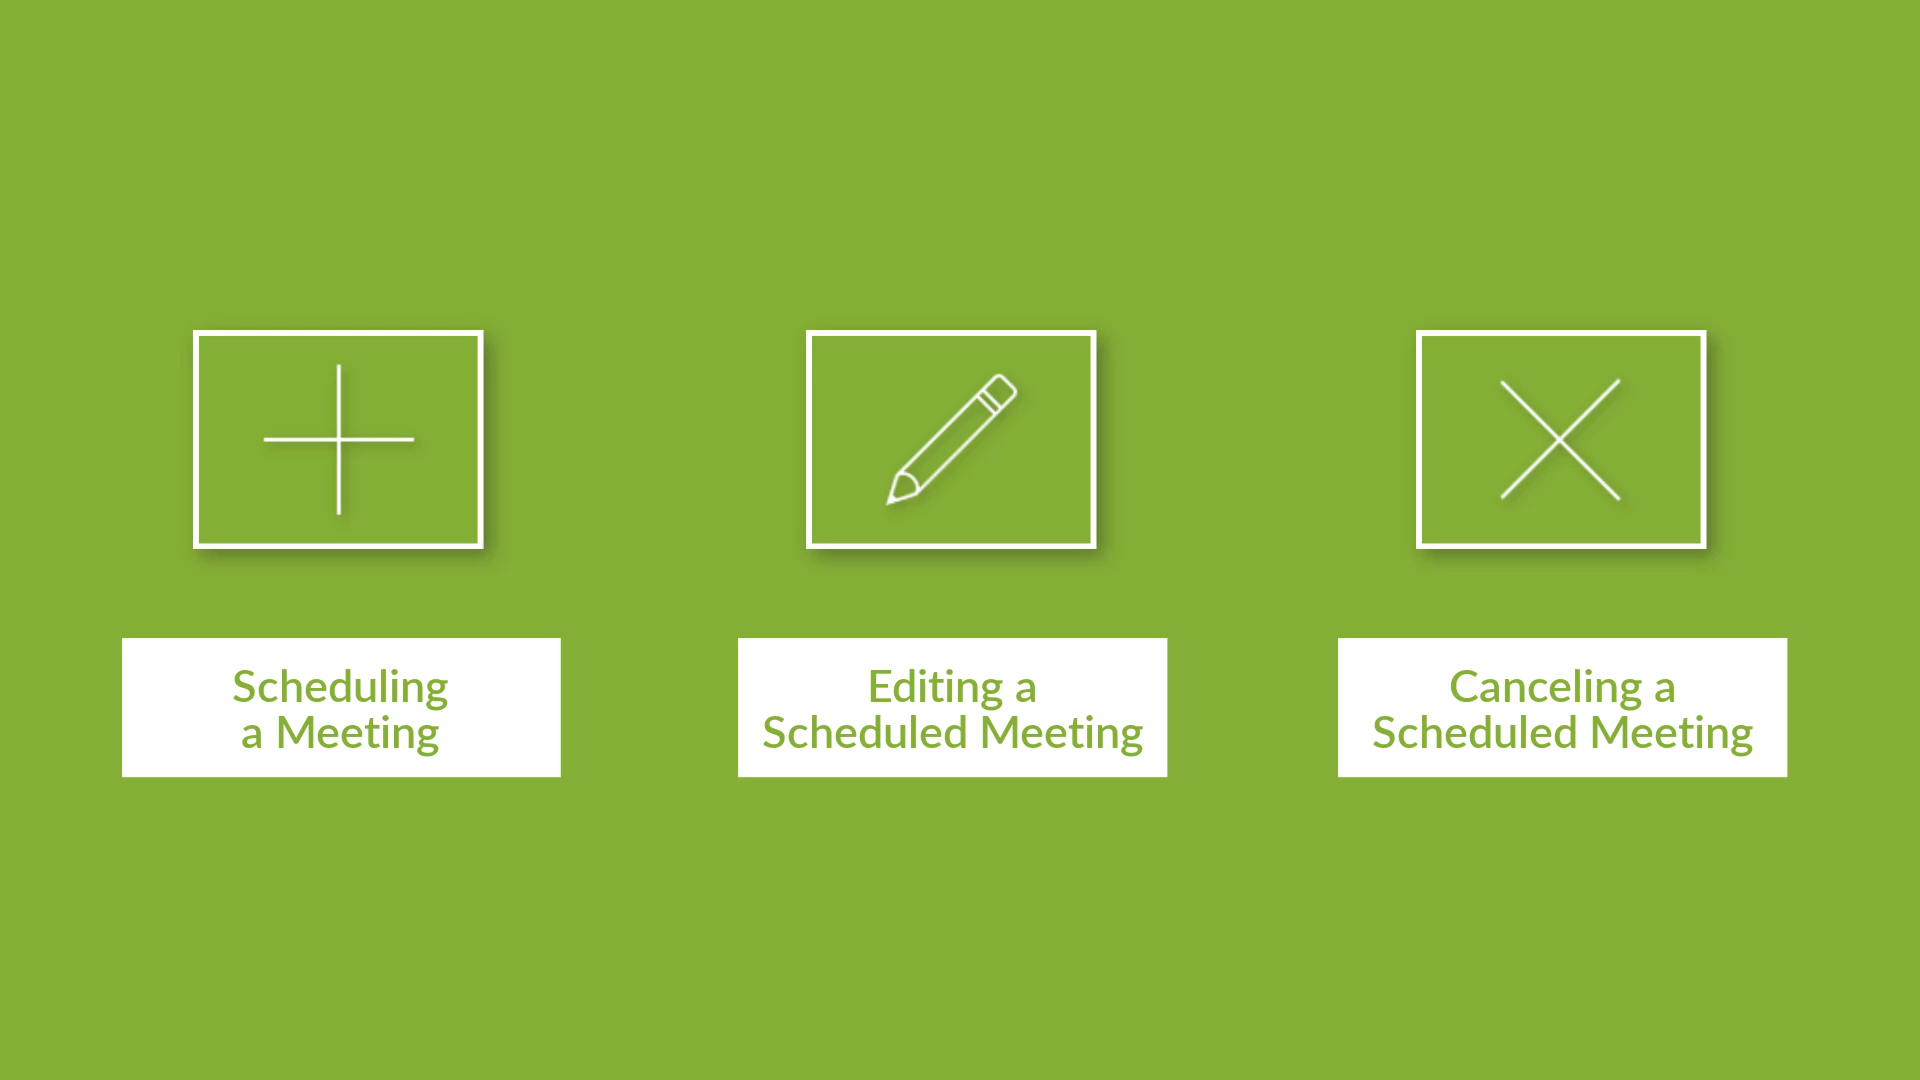 Scheduling
a Meeting
Editing a
Scheduled Meeting
Canceling a
Scheduled Meeting